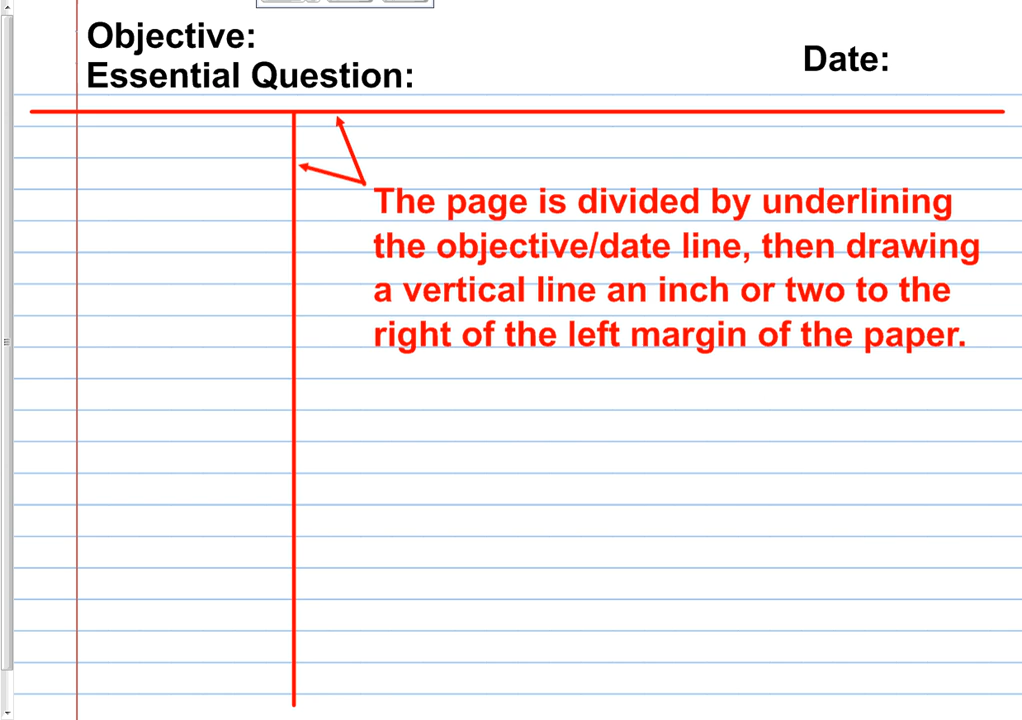 Objective:
Date:
Essential Question:
The page is divided by underlining
the objective/date line, then drawing
a vertical line an inch or two to the
right of the left margin of the paper.